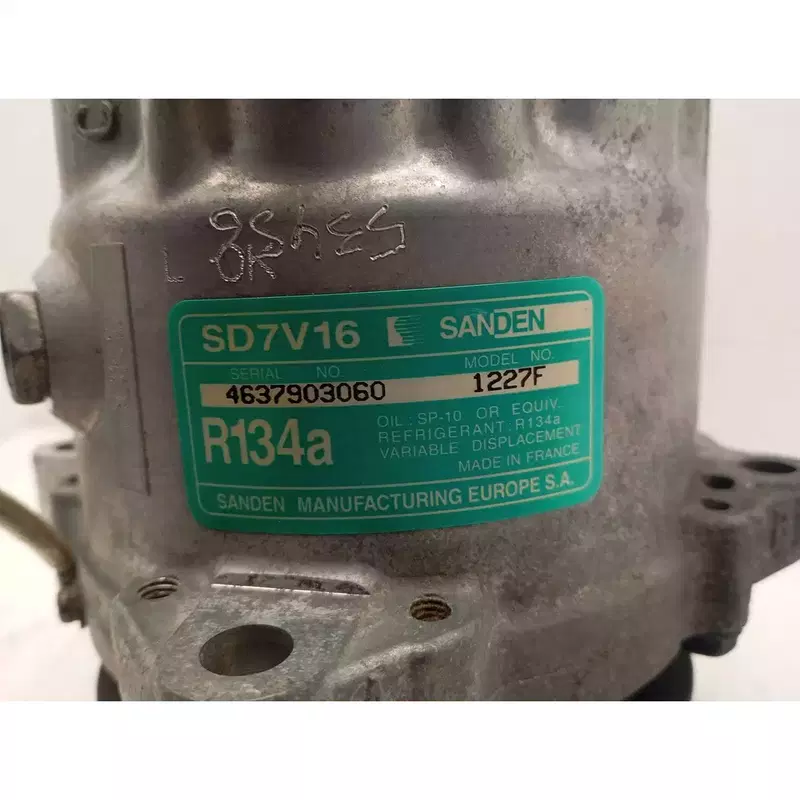 SD7V16 SANDEN
SERIAL NO. MODEL NO.
4637903060 1227F
R134a
OIL : SP-10 OR EQUIV.
REFRIGERANT : R134a
VARIABLE DISPLACEMENT
MADE IN FRANCE
SANDEN MANUFACTURING EUROPE S.A.